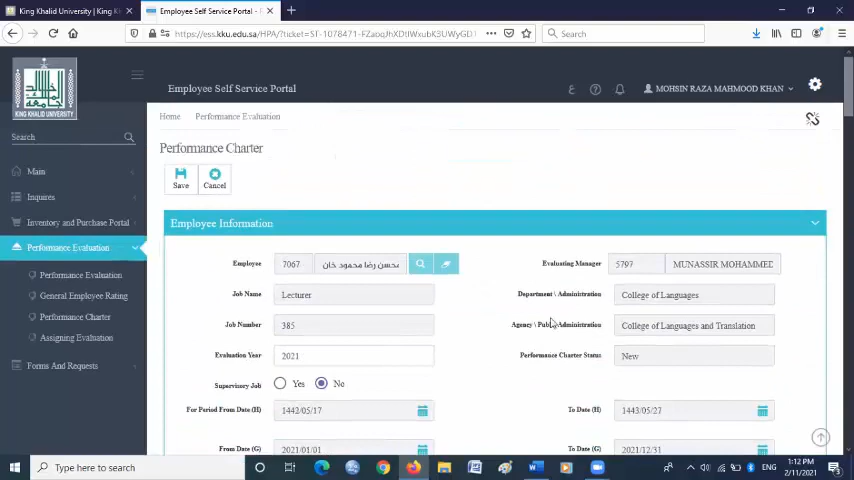 King Khalid University | King Kh
Employee Self Service Portal - F
https://ess.kku.edu.sa/HPA/?ticket=ST-1078471-FZaoqJhXDtIWxubK3UWyGDT
Search
KING KHALID UNIVERSITY
Employee Self Service Portal
ع
MOHSIN RAZA MAHMOOD KHAN
Search
Home
Performance Evaluation
Main
Performance Charter
Save
Cancel
Inquires
Inventory and Purchase Portal
Employee Information
Performance Evaluation
Employee
7067
محسن رضا محمود خان
Evaluating Manager
5797
MUNASSIR MOHAMMED
Performance Evaluation
General Employee Rating
Job Name
Lecturer
Department \ Administration
College of Languages
Performance Charter
Job Number
385
Agency \ Public Administration
College of Languages and Translation
Assigning Evaluation
Evaluation Year
2021
Performance Charter Status
New
Forms And Requests
Supervisory Job
Yes
No
For Period From Date (H)
1442/05/17
To Date (H)
1443/05/27
From Date (G)
2021/01/01
To Date (G)
2021/12/31
Type here to search
ENG
1:12 PM
2/11/2021